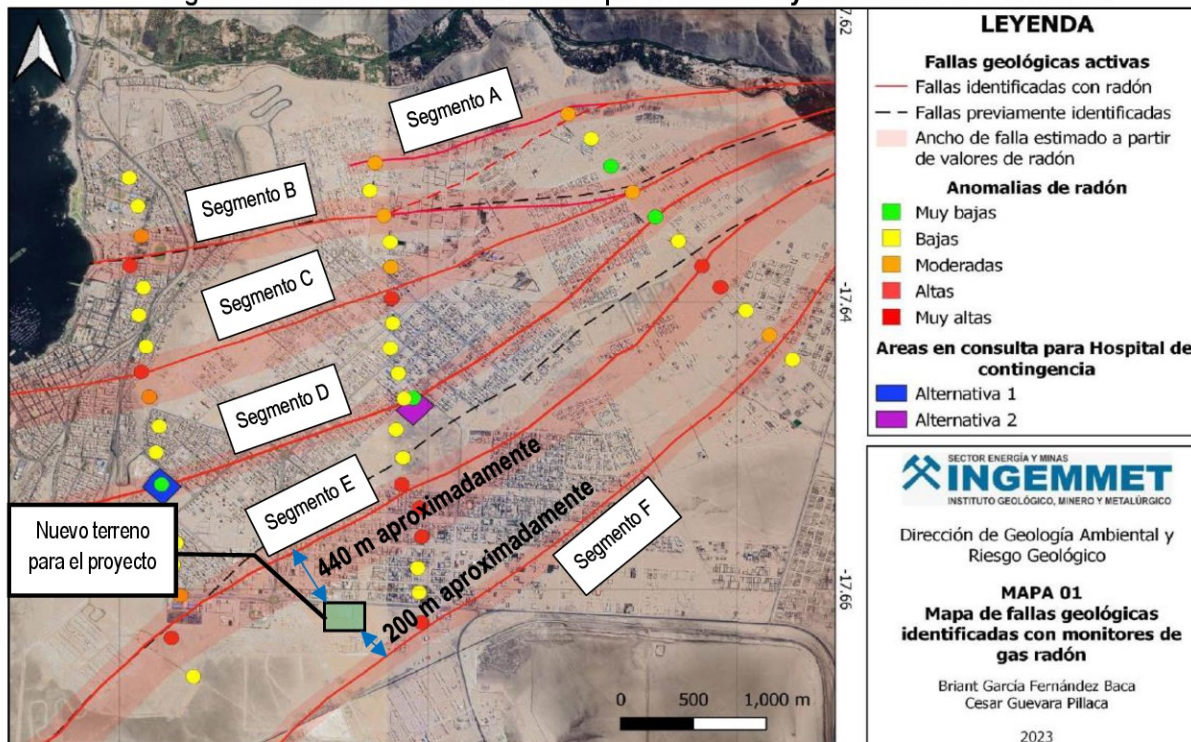 LEYENDA
Fallas geológicas activas
Fallas identificadas con radón
Fallas previamente identificadas
Ancho de falla estimado a partir
de valores de radón
Anomalias de radón
Muy bajas
Bajas
Moderadas
Altas
Muy altas
Areas en consulta para Hospital de
contingencia
Alternativa 1
Alternativa 2
SECTOR ENERGÍA Y MINAS
INGEMMET
INSTITUTO GEOLÓGICO, MINERO Y METALÚRGICO
Dirección de Geología Ambiental y
Riesgo Geológico
MAPA 01
Mapa de fallas geológicas
identificadas con monitores de
gas radón
Briant García Fernández Baca
Cesar Guevara Pillaca
2023
Segmento A
Segmento B
Segmento C
Segmento D
Segmento E
Segmento F
Nuevo terreno
para el proyecto
440 m aproximadamente
200 m aproximadamente
0 500 1,000 m
7.62
-17.64
-17.66